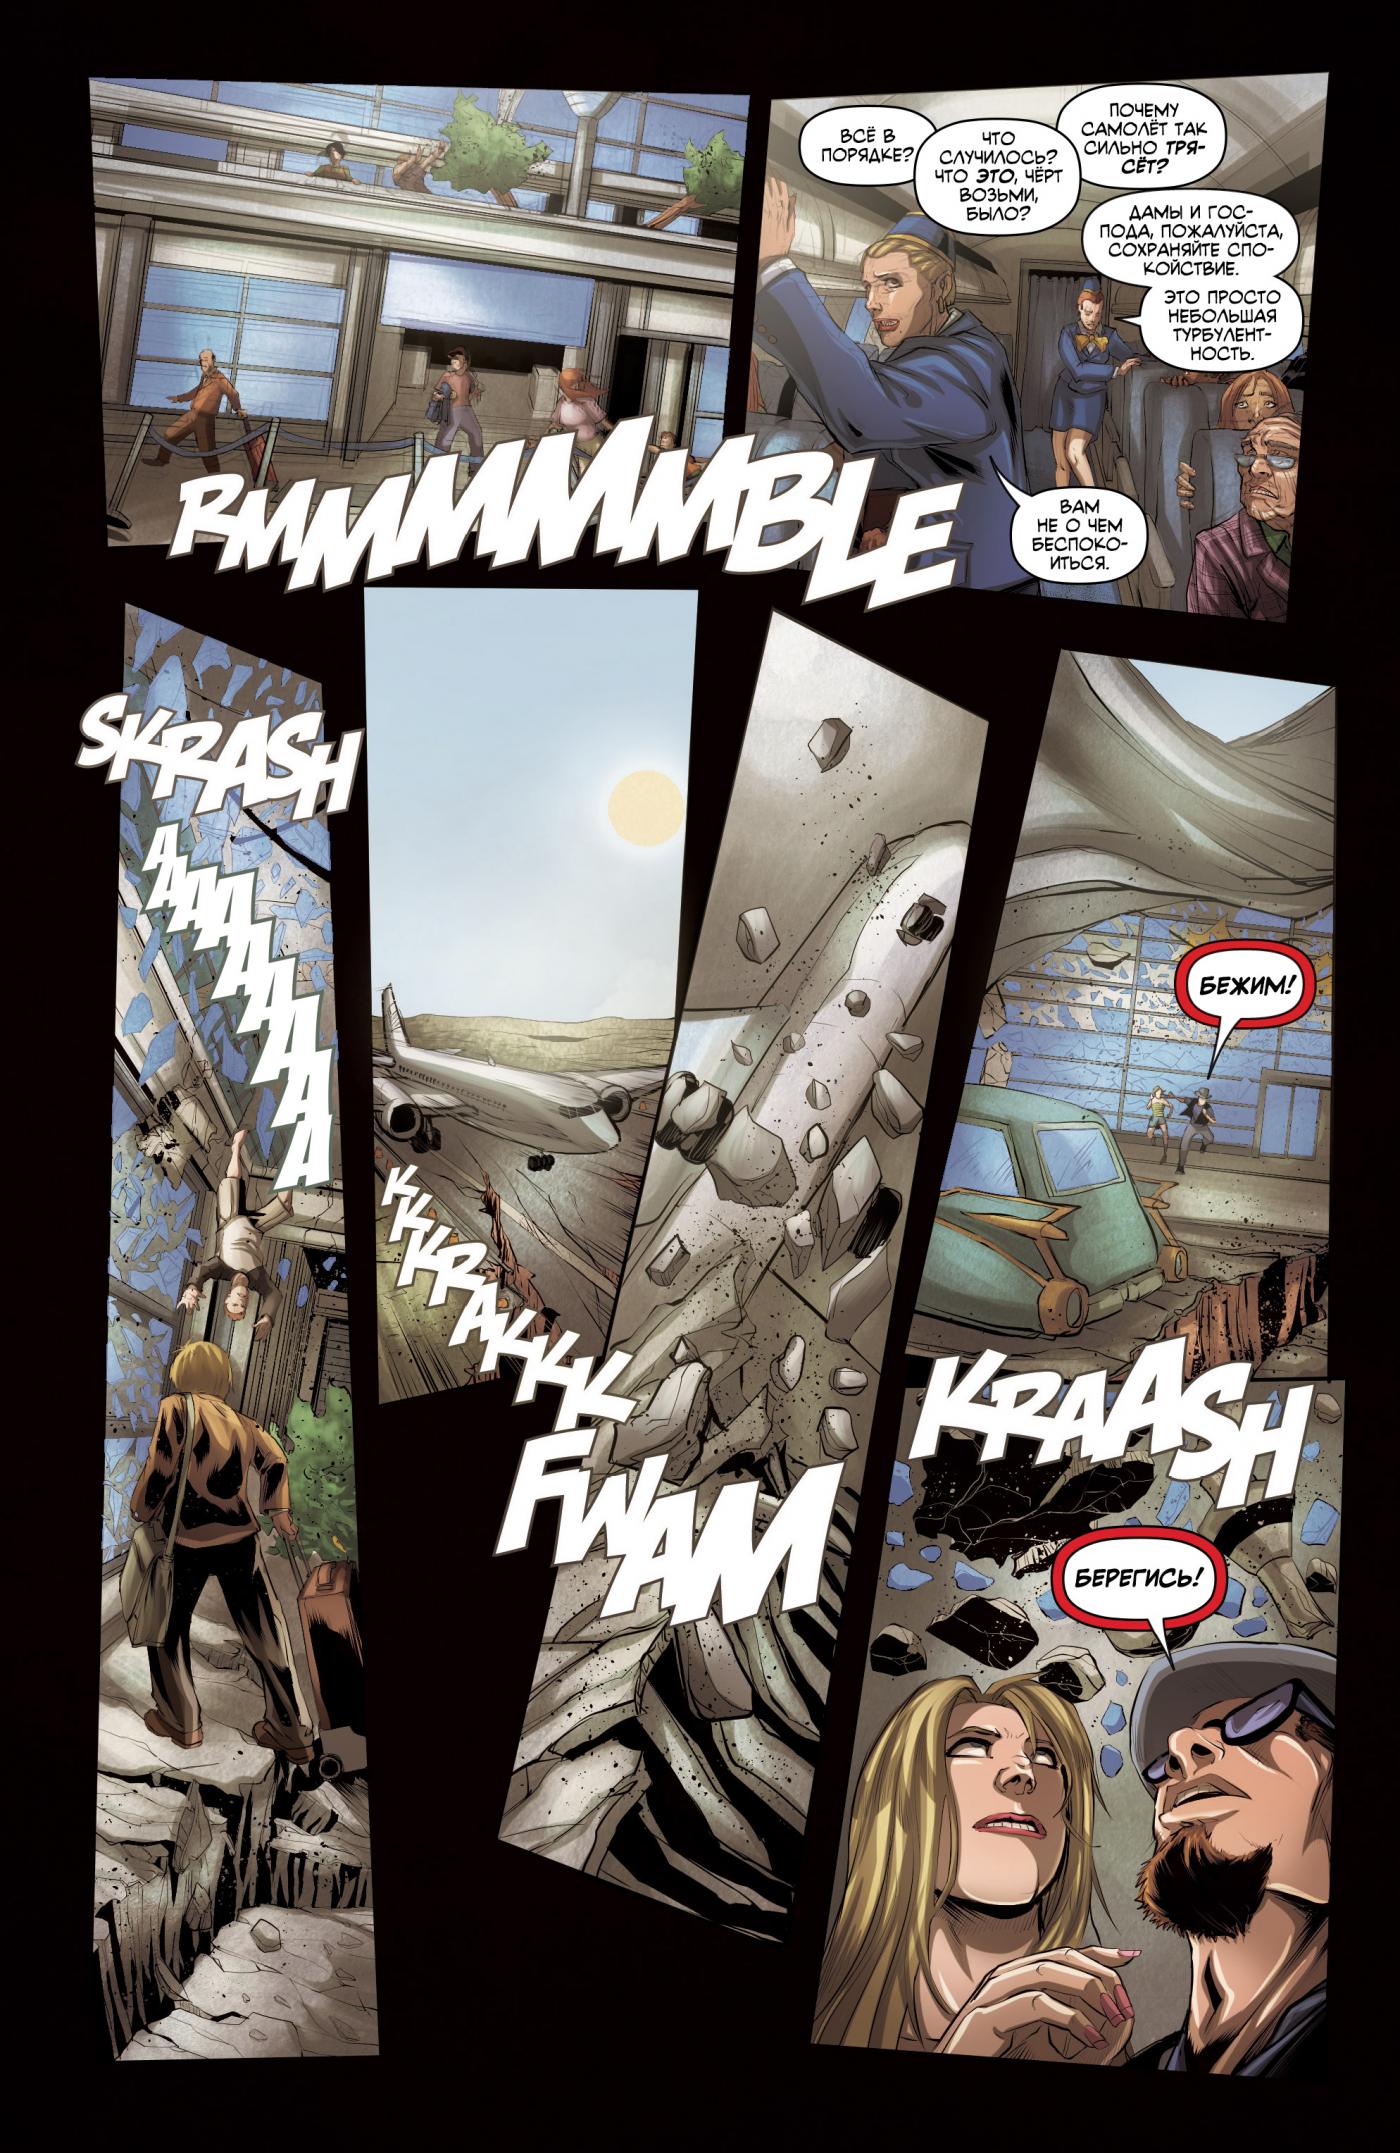 ВСЁ В
ПОРЯДКЕ?
ЧТО
СЛУЧИЛОСЬ?
ЧТО ЭТО, ЧЁРТ
ВОЗЬМИ,
БЫЛО?
ПОЧЕМУ
САМОЛЁТ ТАК
СИЛЬНО ТРЯ-
СЁТ?
ДАМЫ И ГОС-
ПОДА, ПОЖАЛУЙСТА,
СОХРАНЯЙТЕ СПО-
КОЙСТВИЕ.
ЭТО ПРОСТО
НЕБОЛЬШАЯ
ТУРБУЛЕНТ-
НОСТЬ.
ВАМ
НЕ О ЧЕМ
БЕСПОКО-
ИТЬСЯ.
RMMMMMMBLE
SKRASH
AAAAAAAA
KKKRAKKK
FWAM
БЕЖИМ!
KRAASH
БЕРЕГИСЬ!